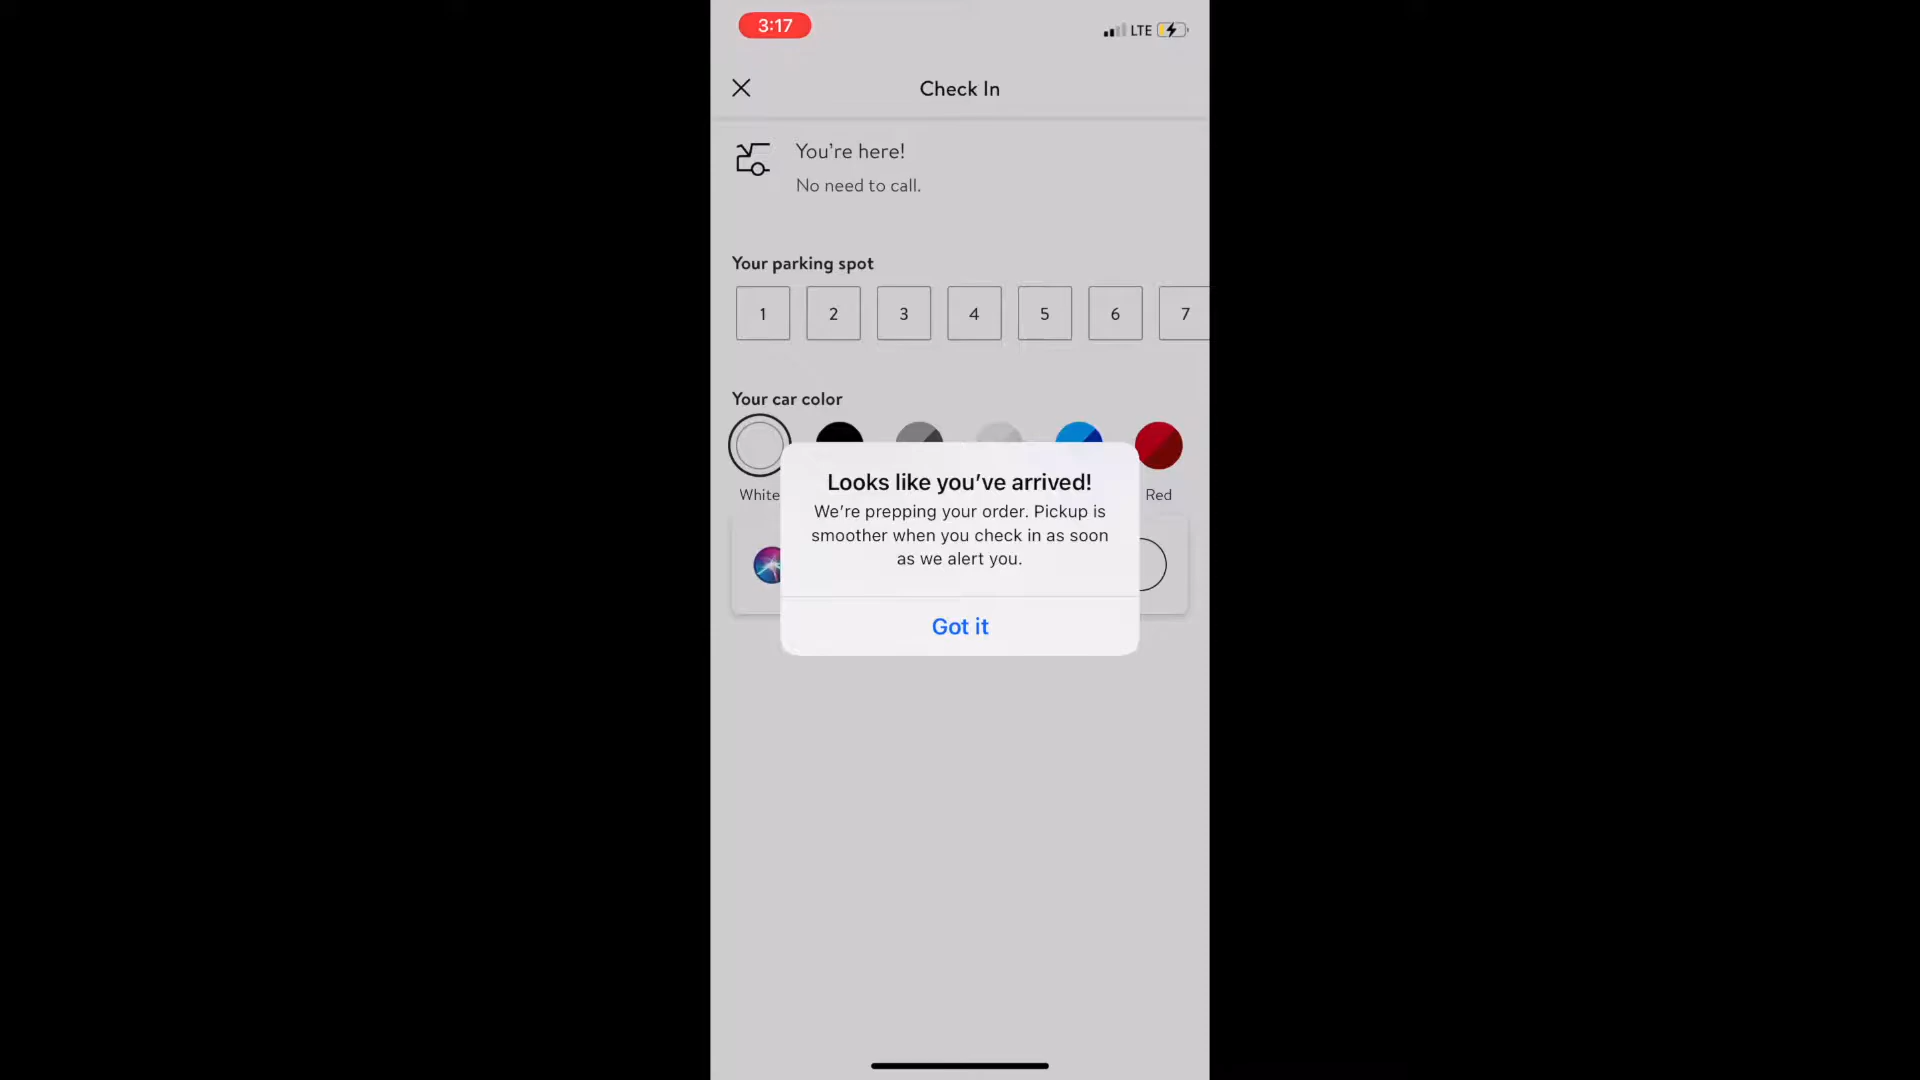 3:17
LTE
Check In
You're here!
No need to call.
Your parking spot
1 2 3 4 5 6 7
Your car color
White
Red
Looks like you've arrived!
We're prepping your order. Pickup is
smoother when you check in as soon
as we alert you.
Got it